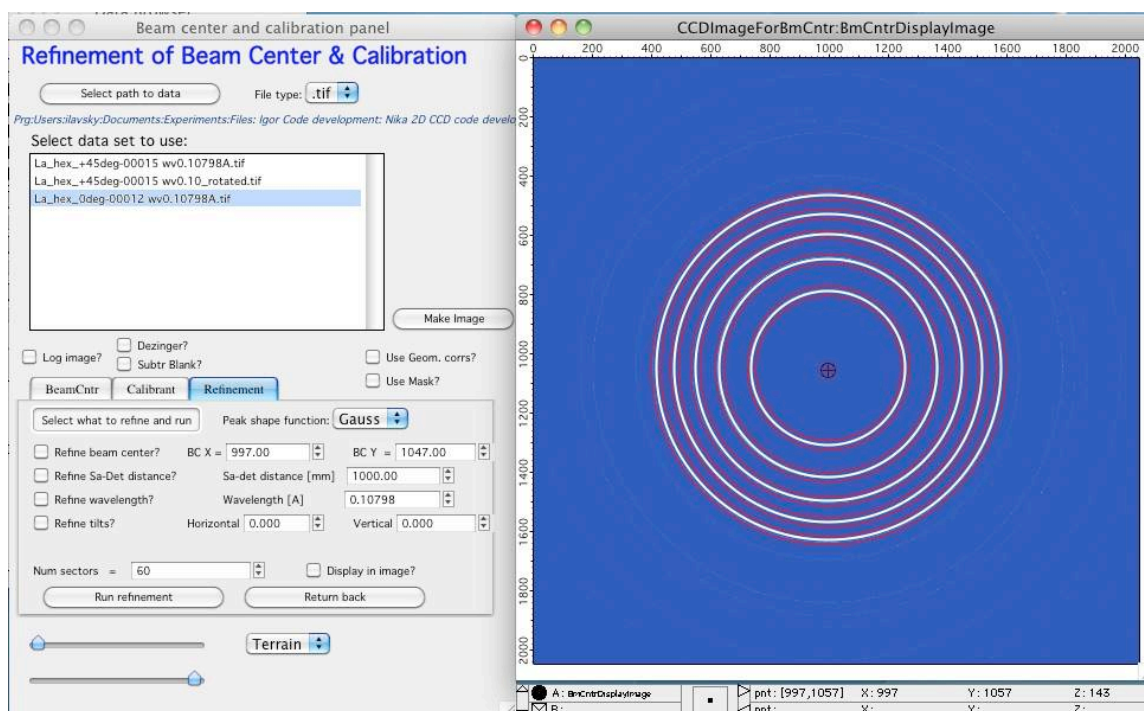 Beam center and calibration panel
Refinement of Beam Center & Calibration
Select path to data
File type: .tif
Prg:Users:ilavsky:Documents:Experiments:Files: Igor Code development: Nika 2D CCD code develo
Select data set to use:
La_hex_+45deg-00015 wv0.10798A.tif
La_hex_+45deg-00015 wv0.10_rotated.tif
La_hex_0deg-00012 wv0.10798A.tif
Make Image
Log image?
Dezinger?
Subtr Blank?
Use Geom. corrs?
Use Mask?
BeamCntr Calibrant Refinement
Select what to refine and run Peak shape function: Gauss
Refine beam center? BC X = 997.00 BC Y = 1047.00
Refine Sa-Det distance? Sa-det distance [mm] 1000.00
Refine wavelength? Wavelength [A] 0.10798
Refine tilts? Horizontal 0.000 Vertical 0.000
Num sectors = 60 Display in image?
Run refinement Return back
Terrain
CCDImageForBmCntr:BmCntrDisplayImage
0 200 400 600 800 1000 1200 1400 1600 1800 2000
0
200
400
600
800
1000
1200
1400
1600
1800
2000
A: BmCntrDisplayImage pnt: [997,1057] X: 997 Y: 1057 Z: 143
B: pnt: X: Y: Z: